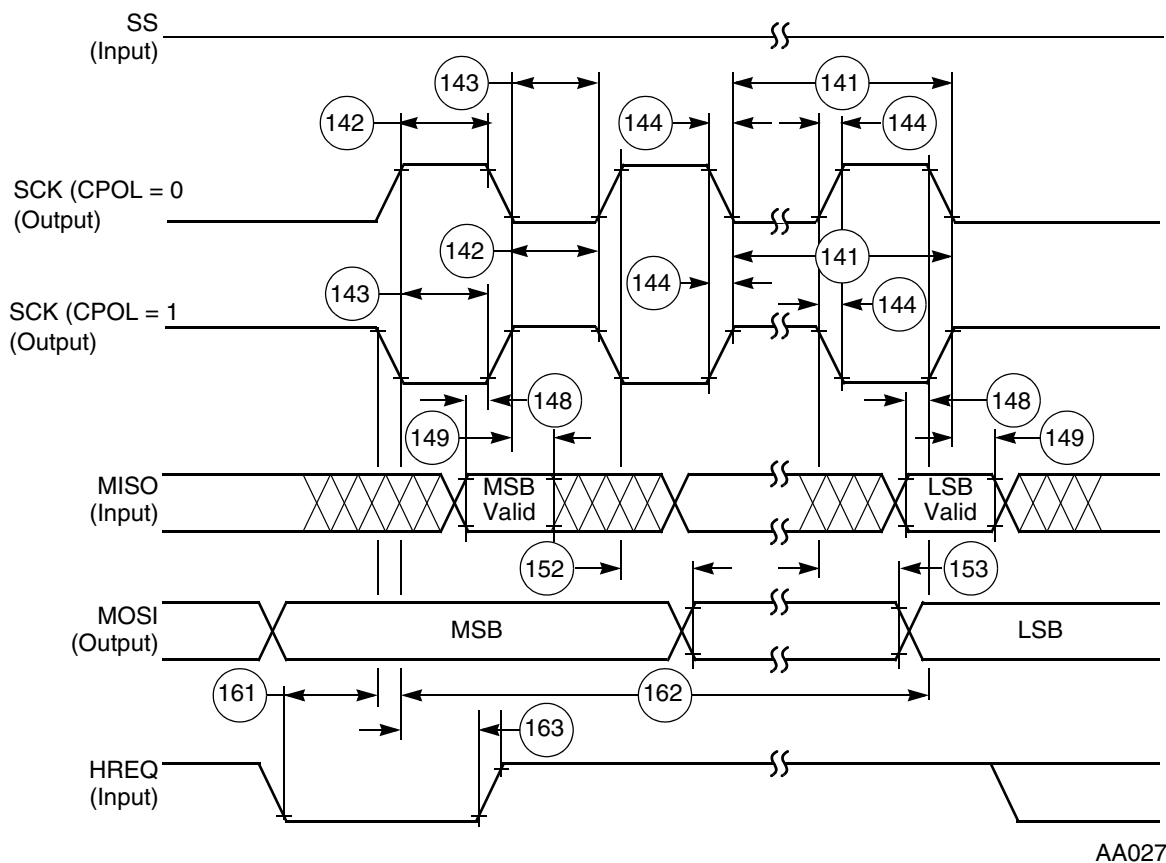 SS
(Input)
143
141
142
144
144
SCK (CPOL = 0
(Output)
142
141
143
144
144
SCK (CPOL = 1
(Output)
148
148
149
149
MISO
(Input)
MSB
Valid
LSB
Valid
152
153
MOSI
(Output)
MSB
LSB
161
162
163
HREQ
(Input)
AA027